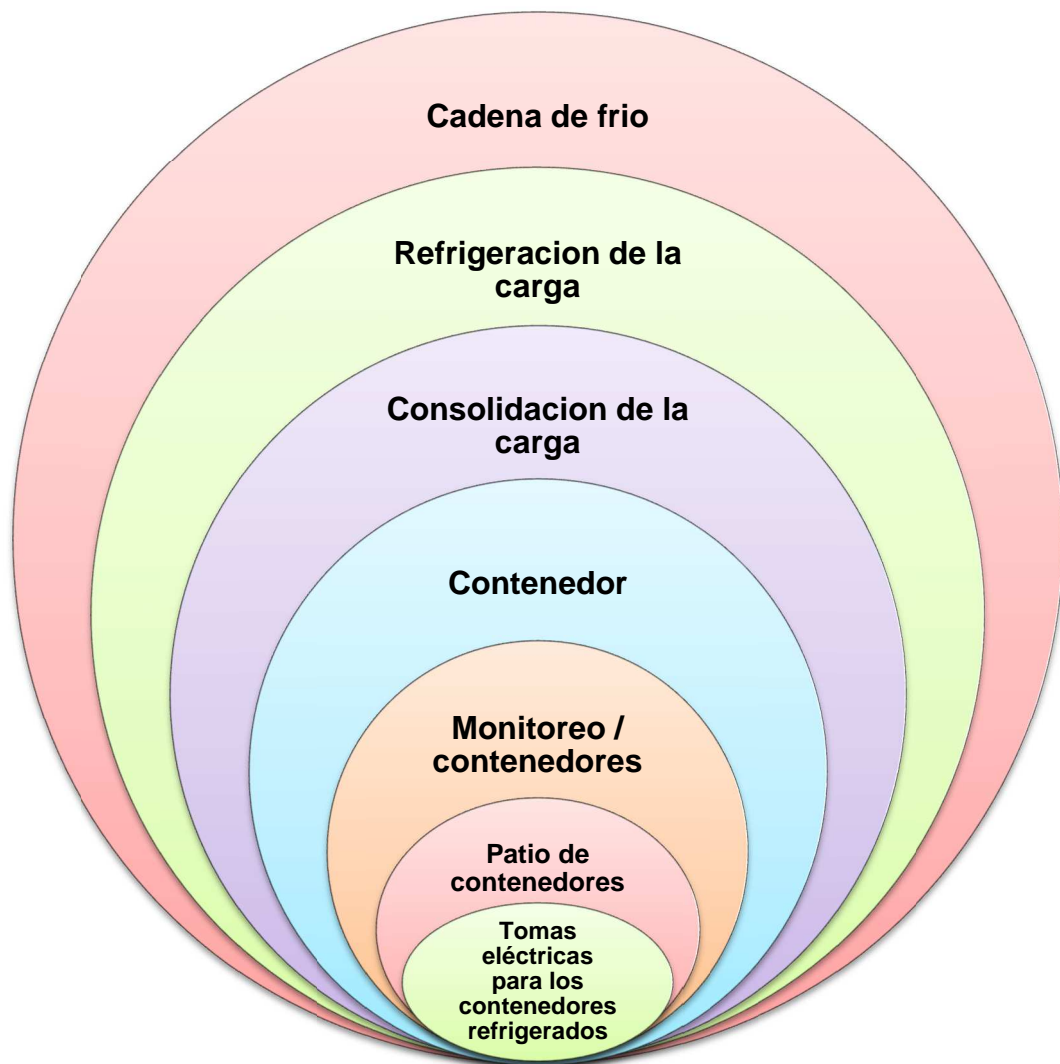 Cadena de frio
Refrigeracion de la
carga
Consolidacion de la
carga
Contenedor
Monitoreo /
contenedores
Patio de
contenedores
Tomas
eléctricas
para los
contenedores
refrigerados